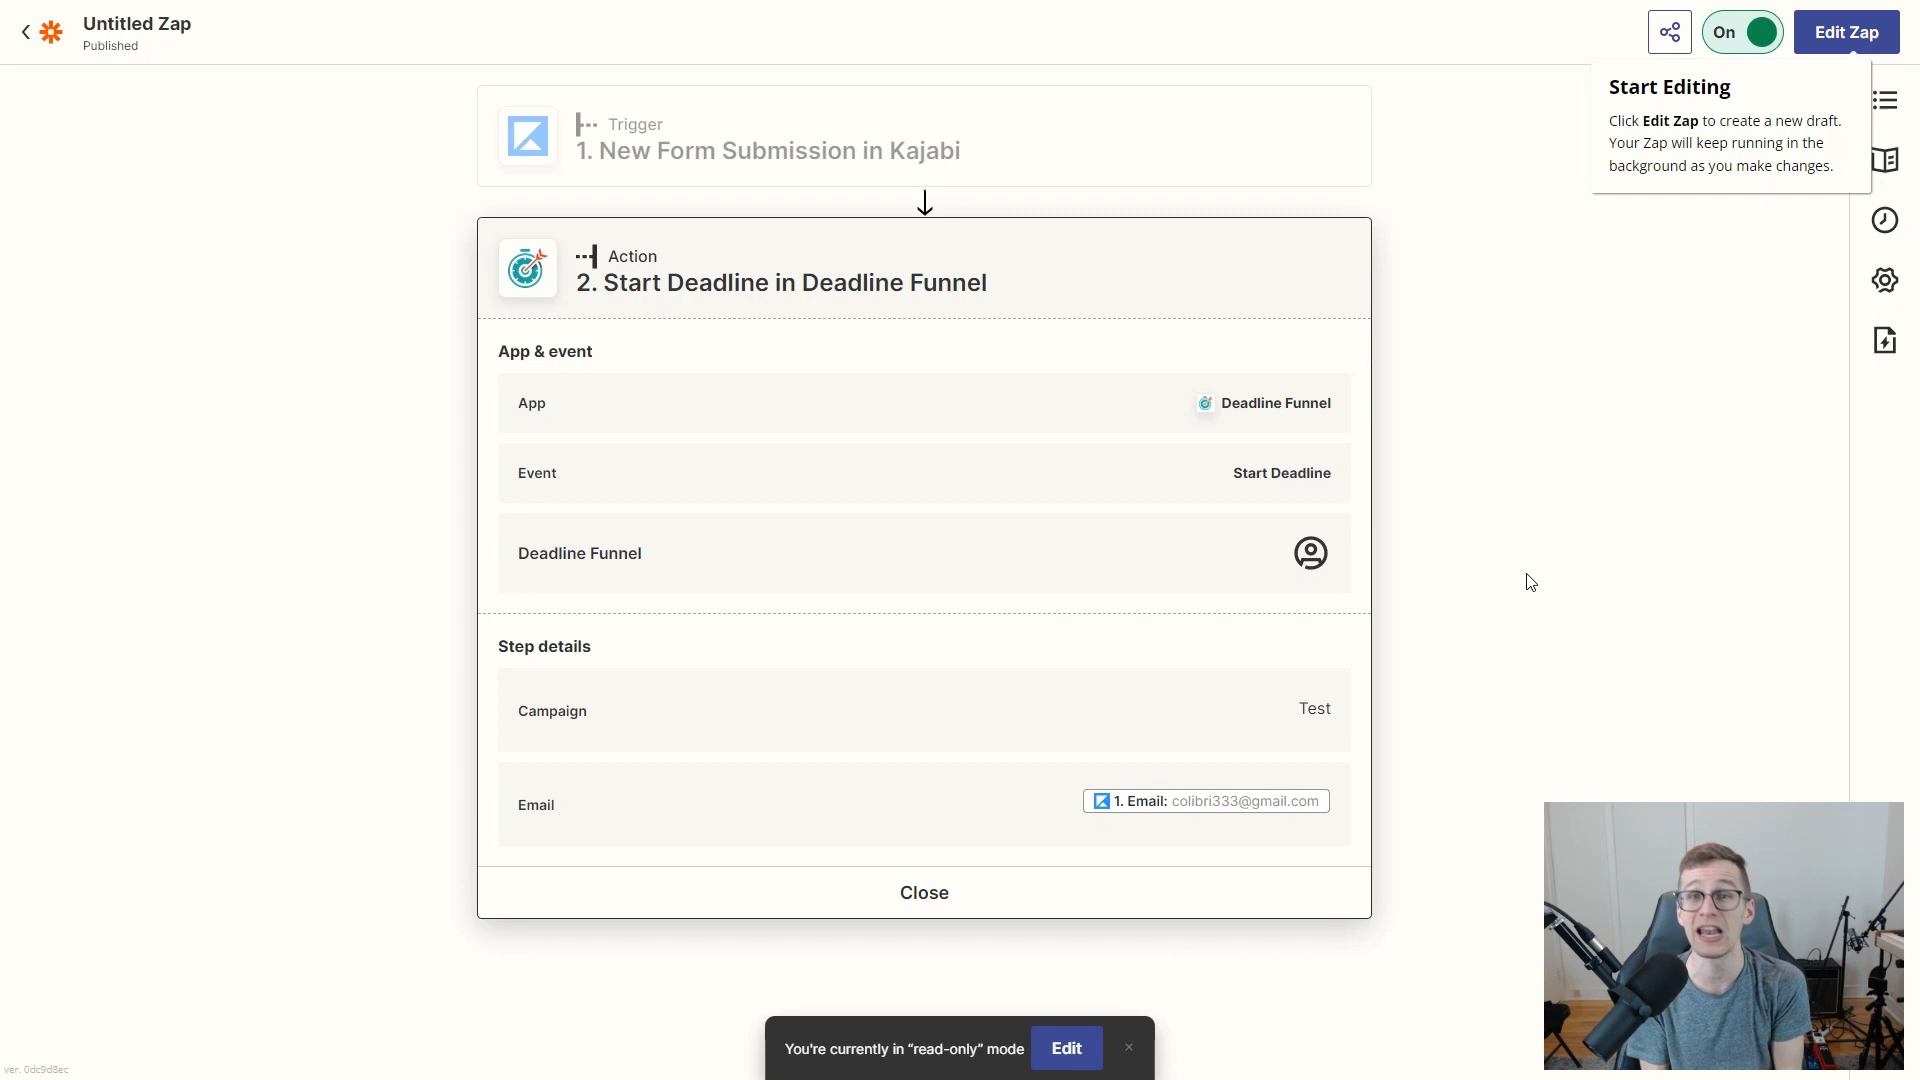 Untitled Zap
Published
On
Edit Zap
Start Editing
Click Edit Zap to create a new draft.
Your Zap will keep running in the
background as you make changes.
Trigger
1. New Form Submission in Kajabi
Action
2. Start Deadline in Deadline Funnel
App & event
App
Deadline Funnel
Event
Start Deadline
Deadline Funnel
Step details
Campaign
Test
Email
1. Email: colibri333@gmail.com
Close
You're currently in “read-only” mode
Edit
ver. 0dc9d8ec